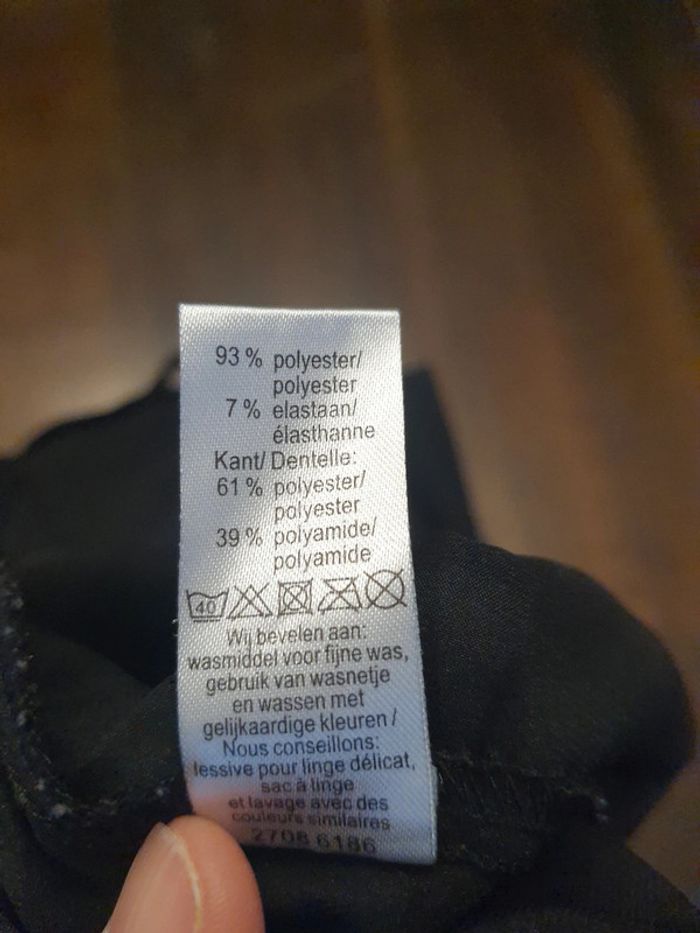 93 % polyester/
polyester
7 % elastaan/
élasthanne
Kant/ Dentelle:
61 % polyester/
polyester
39 % polyamide/
polyamide
40
Wij bevelen aan:
wasmiddel voor fijne was,
gebruik van wasnetje
en wassen met
gelijkaardige kleuren /
Nous conseillons:
lessive pour linge délicat,
sac à linge
et lavage avec des
couleurs similaires
2708 6186